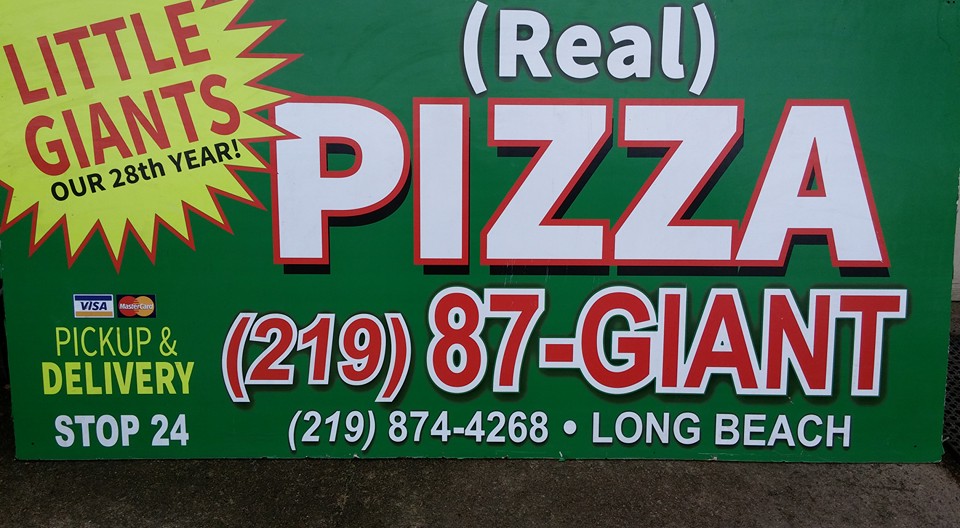 LITTLE
GIANTS
OUR 28th YEAR!
(Real)
PIZZA
VISA MasterCard
PICKUP &
DELIVERY
STOP 24
(219) 87-GIANT
(219) 874-4268 • LONG BEACH